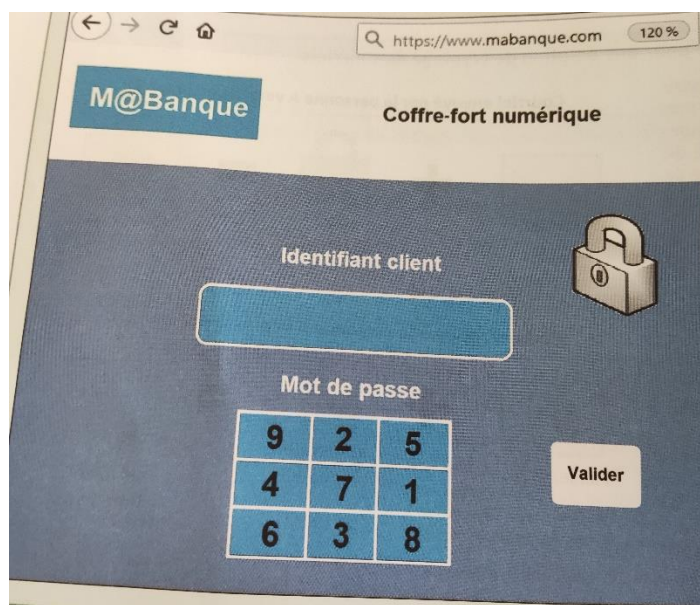 https://www.mabanque.com 120 %
M@Banque
Coffre-fort numérique
Identifiant client
Mot de passe
9 2 5
4 7 1
6 3 8
Valider